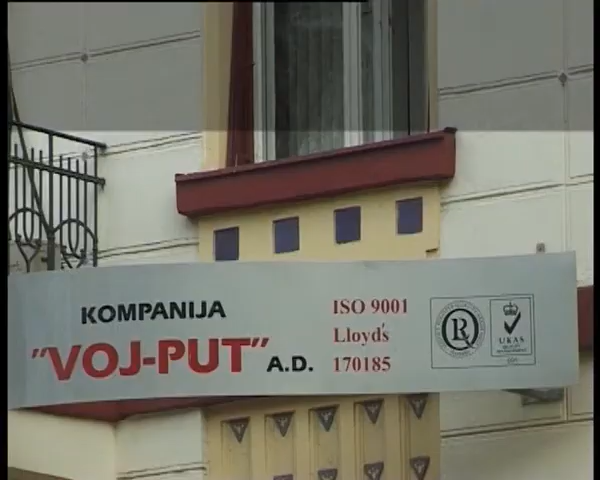 KOMPANIJA
"VOJ-PUT" A.D.
ISO 9001
Lloyd's
170185
R
UKAS